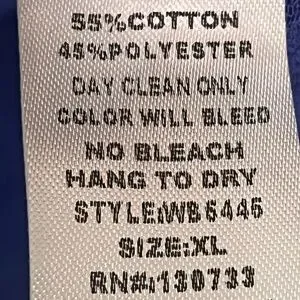 55%COTTON
45%POLYESTER
DAY CLEAN ONLY
COLOR WILL BLEED
NO BLEACH
HANG TO DRY
STYLE:WB6446
SIZE:XL
RN#:130733